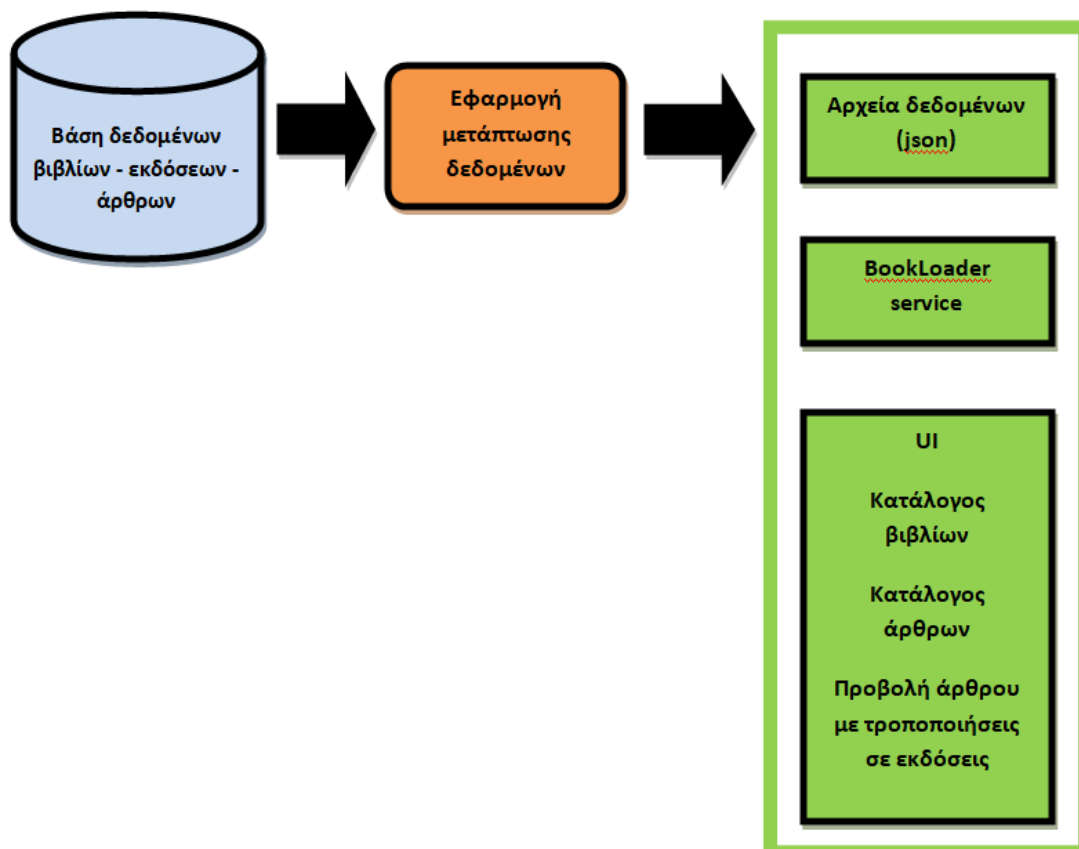 Βάση δεδομένων
βιβλίων - εκδόσεων -
άρθρων
Εφαρμογή
μετάπτωσης
δεδομένων
Αρχεία δεδομένων
(json)
BookLoader
service
UI
Κατάλογος
βιβλίων
Κατάλογος
άρθρων
Προβολή άρθρου
με τροποποιήσεις
σε εκδόσεις